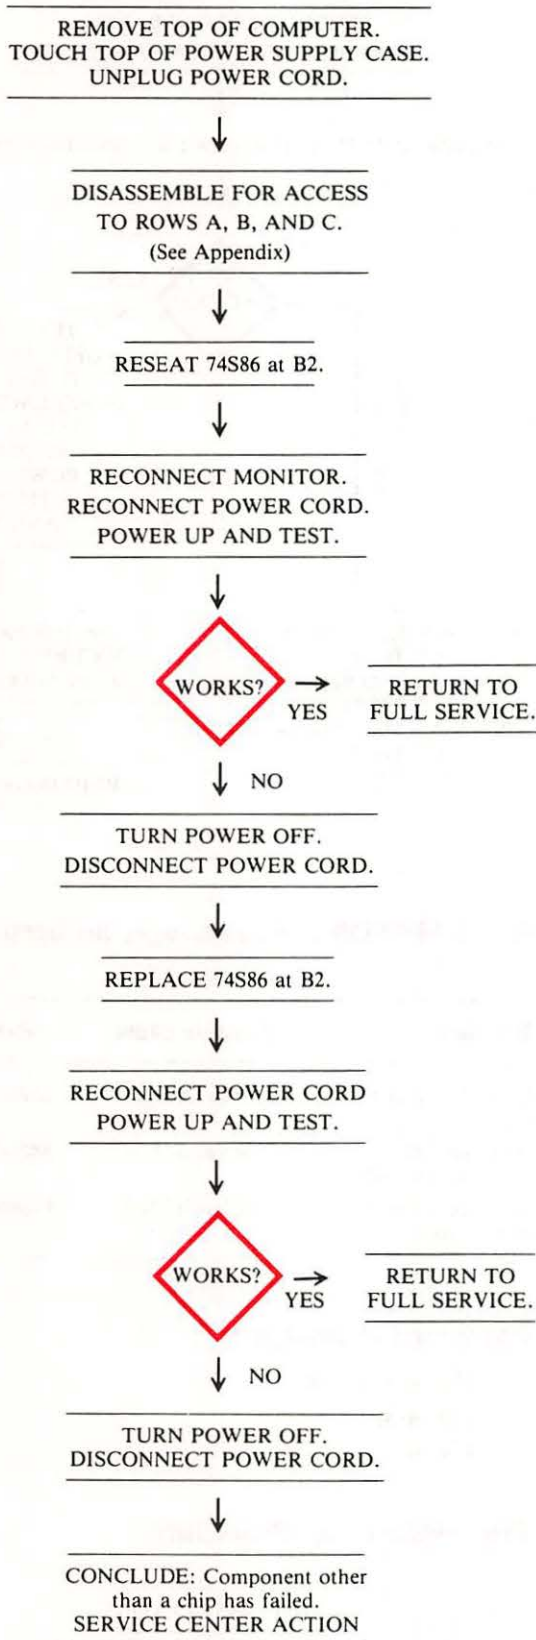 REMOVE TOP OF COMPUTER.
TOUCH TOP OF POWER SUPPLY CASE.
UNPLUG POWER CORD.
DISASSEMBLE FOR ACCESS
TO ROWS A, B, AND C.
(See Appendix)
RESEAT 74S86 at B2.
RECONNECT MONITOR.
RECONNECT POWER CORD.
POWER UP AND TEST.
WORKS?
YES
RETURN TO
FULL SERVICE.
NO
TURN POWER OFF.
DISCONNECT POWER CORD.
REPLACE 74S86 at B2.
RECONNECT POWER CORD
POWER UP AND TEST.
WORKS?
YES
RETURN TO
FULL SERVICE.
NO
TURN POWER OFF.
DISCONNECT POWER CORD.
CONCLUDE: Component other
than a chip has failed.
SERVICE CENTER ACTION